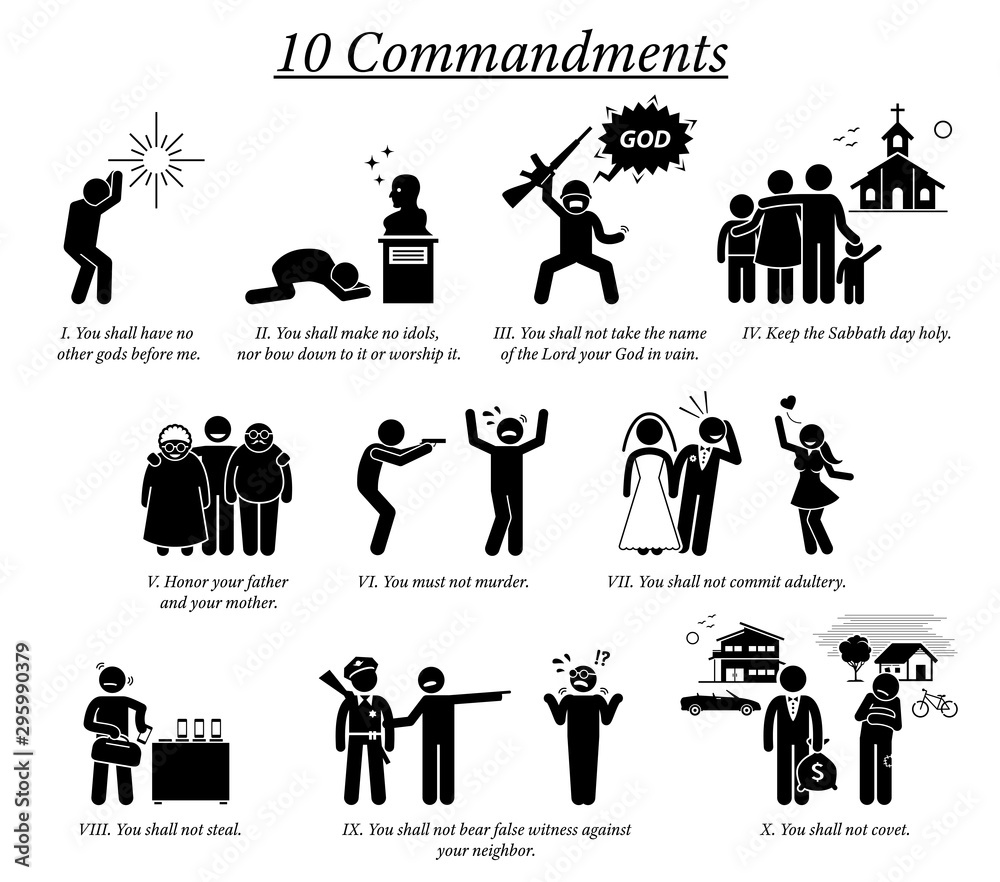 10 Commandments
GOD
I. You shall have no
other gods before me.
II. You shall make no idols,
nor bow down to it or worship it.
III. You shall not take the name
of the Lord your God in vain.
IV. Keep the Sabbath day holy.
V. Honor your father
and your mother.
VI. You must not murder.
VII. You shall not commit adultery.
!?
$
VIII. You shall not steal.
IX. You shall not bear false witness against
your neighbor.
X. You shall not covet.
Adobe Stock | #295990379